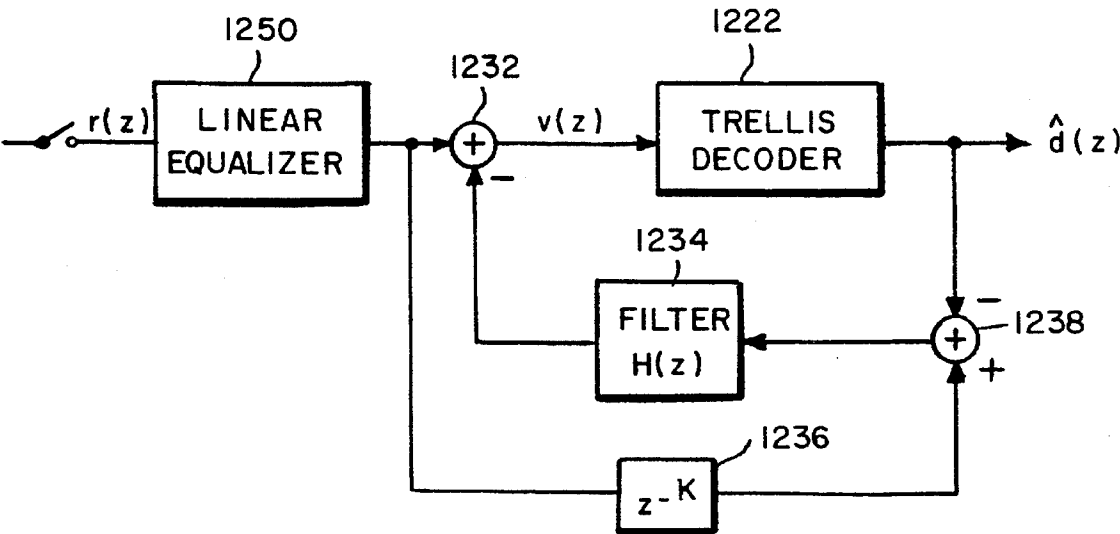 1250
1232
1222
r(z)
LINEAR
EQUALIZER
+
−
v(z)
TRELLIS
DECODER
d̂(z)
1234
FILTER
H(z)
−
+
1238
+
1236
z-K